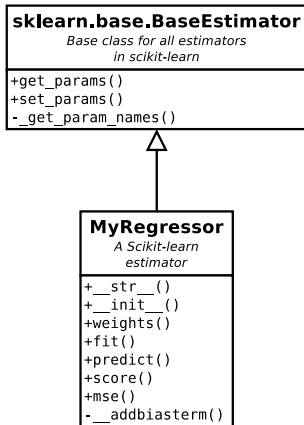 sklearn.base.BaseEstimator
Base class for all estimators
in scikit-learn
+get_params()
+set_params()
-_get_param_names()
MyRegressor
A Scikit-learn
estimator
+__str__()
+__init__()
+weights()
+fit()
+predict()
+score()
+mse()
-__addbiasterm()